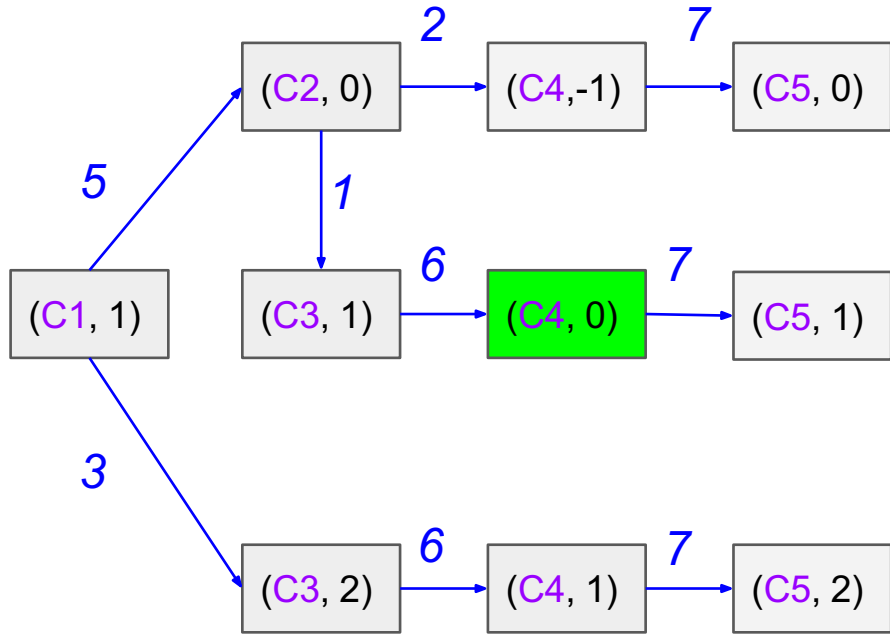 2 7
(C2, 0) (C4,-1) (C5, 0)
5 1
6 7
(C1, 1) (C3, 1) (C4, 0) (C5, 1)
3
6 7
(C3, 2) (C4, 1) (C5, 2)